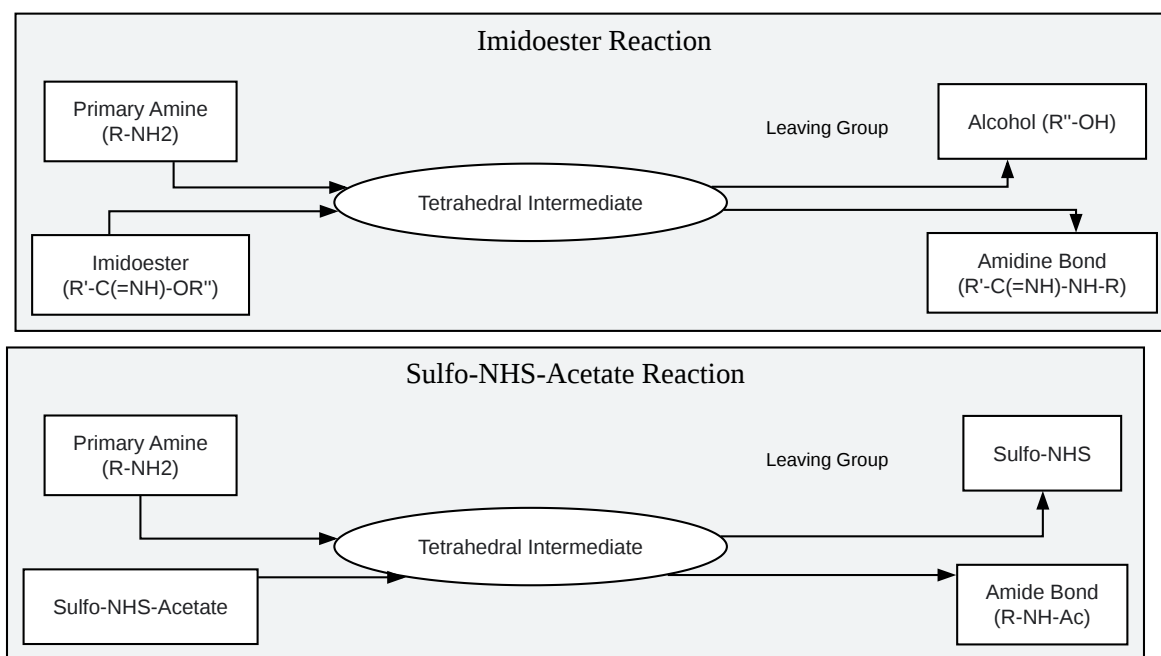 Imidoester Reaction
Primary Amine
(R-NH2)
Leaving Group
Alcohol (R"-OH)
Tetrahedral Intermediate
Imidoester
(R'-C(=NH)-OR")
Amidine Bond
(R'-C(=NH)-NH-R)
Sulfo-NHS-Acetate Reaction
Primary Amine
(R-NH2)
Leaving Group
Sulfo-NHS
Tetrahedral Intermediate
Sulfo-NHS-Acetate
Amide Bond
(R-NH-Ac)